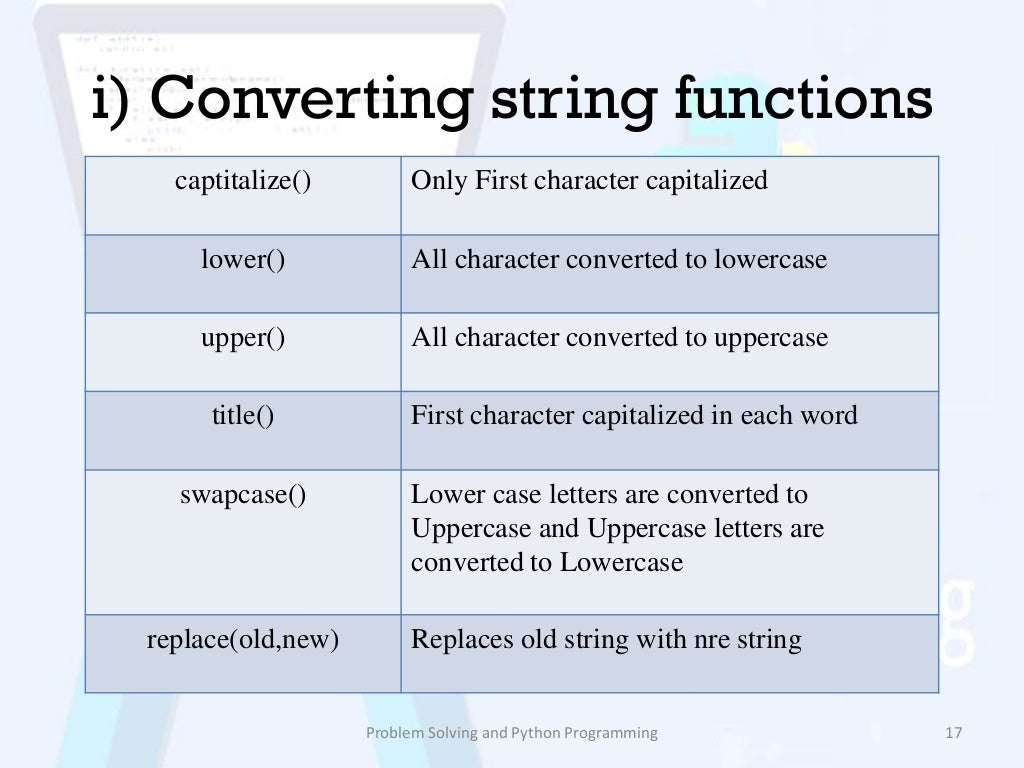 i) Converting string functions
captitalize()
Only First character capitalized
lower()
All character converted to lowercase
upper()
All character converted to uppercase
title()
First character capitalized in each word
swapcase()
Lower case letters are converted to
Uppercase and Uppercase letters are
converted to Lowercase
replace(old,new)
Replaces old string with nre string
Problem Solving and Python Programming
17